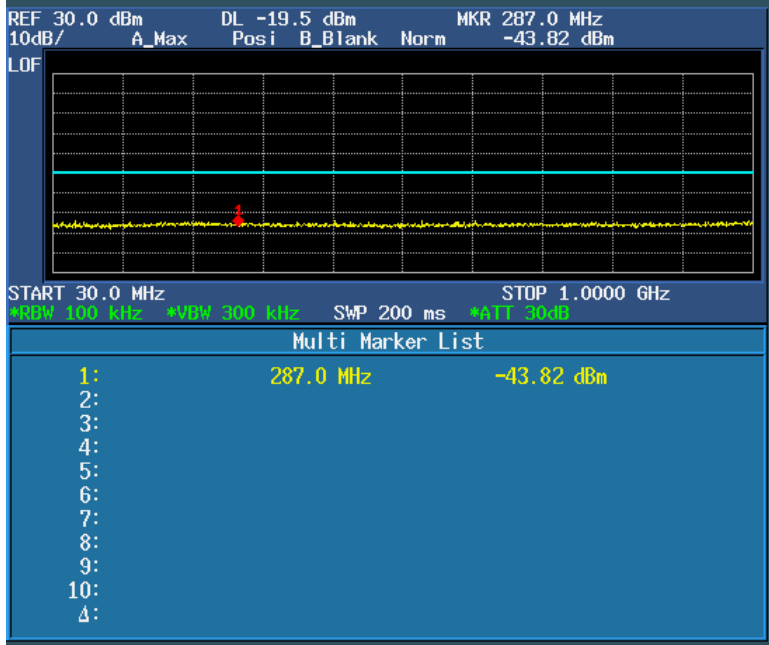 REF 30.0 dBm DL -19.5 dBm MKR 287.0 MHz
10dB/ A_Max Posi B_Blank Norm -43.82 dBm
LOF
1
START 30.0 MHz STOP 1.0000 GHz
*RBW 100 kHz *VBW 300 kHz SWP 200 ms *ATT 30dB
Multi Marker List
1: 287.0 MHz -43.82 dBm
2:
3:
4:
5:
6:
7:
8:
9:
10:
Δ: